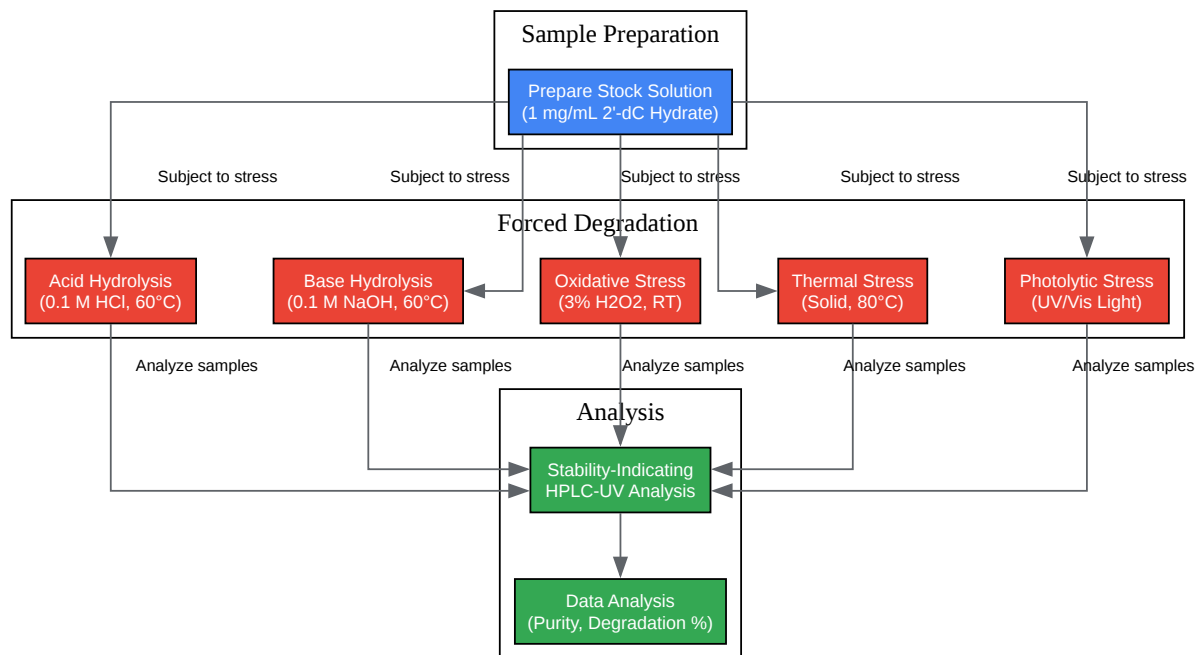 Sample Preparation
Prepare Stock Solution
(1 mg/mL 2'-dC Hydrate)
Subject to stress
Subject to stress
Subject to stress
Subject to stress
Subject to stress
Forced Degradation
Acid Hydrolysis
(0.1 M HCl, 60°C)
Base Hydrolysis
(0.1 M NaOH, 60°C)
Oxidative Stress
(3% H2O2, RT)
Thermal Stress
(Solid, 80°C)
Photolytic Stress
(UV/Vis Light)
Analyze samples
Analyze samples
Analyze samples
Analyze samples
Analyze samples
Analysis
Stability-Indicating
HPLC-UV Analysis
Data Analysis
(Purity, Degradation %)